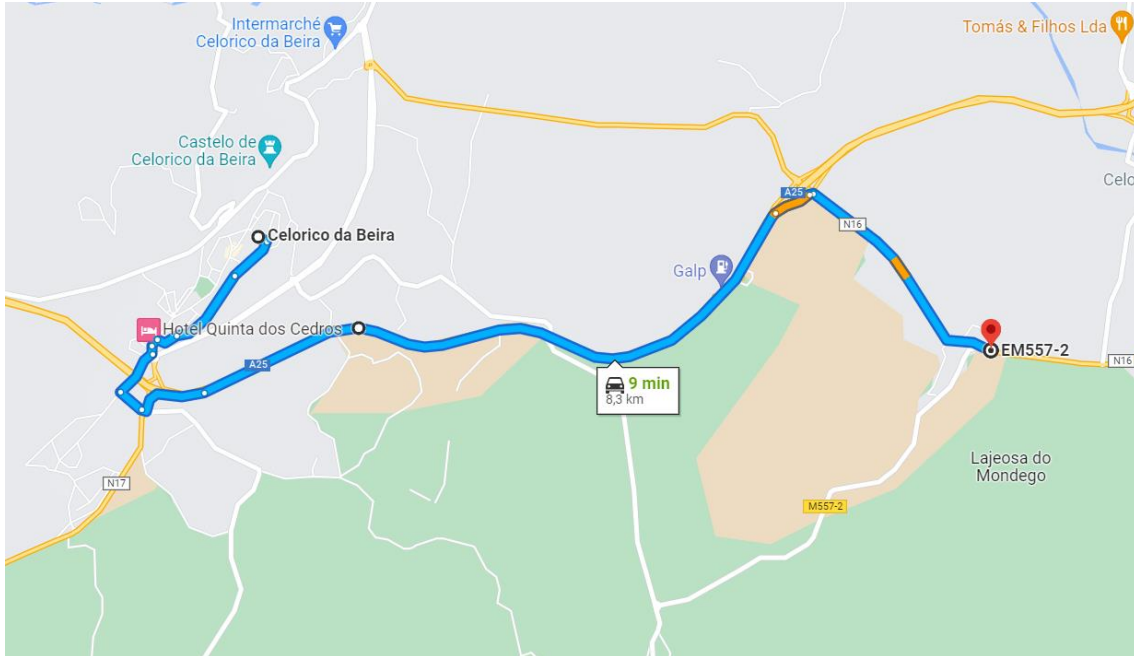 Intermarché
Celorico da Beira
Tomás & Filhos Lda
Castelo de
Celorico da Beira
A25
Celo
Celorico da Beira
N16
Galp
Hotel Quinta dos Cedros
EM557-2
A25
N16
9 min
8,3 km
Lajeosa do
Mondego
N17
M557-2